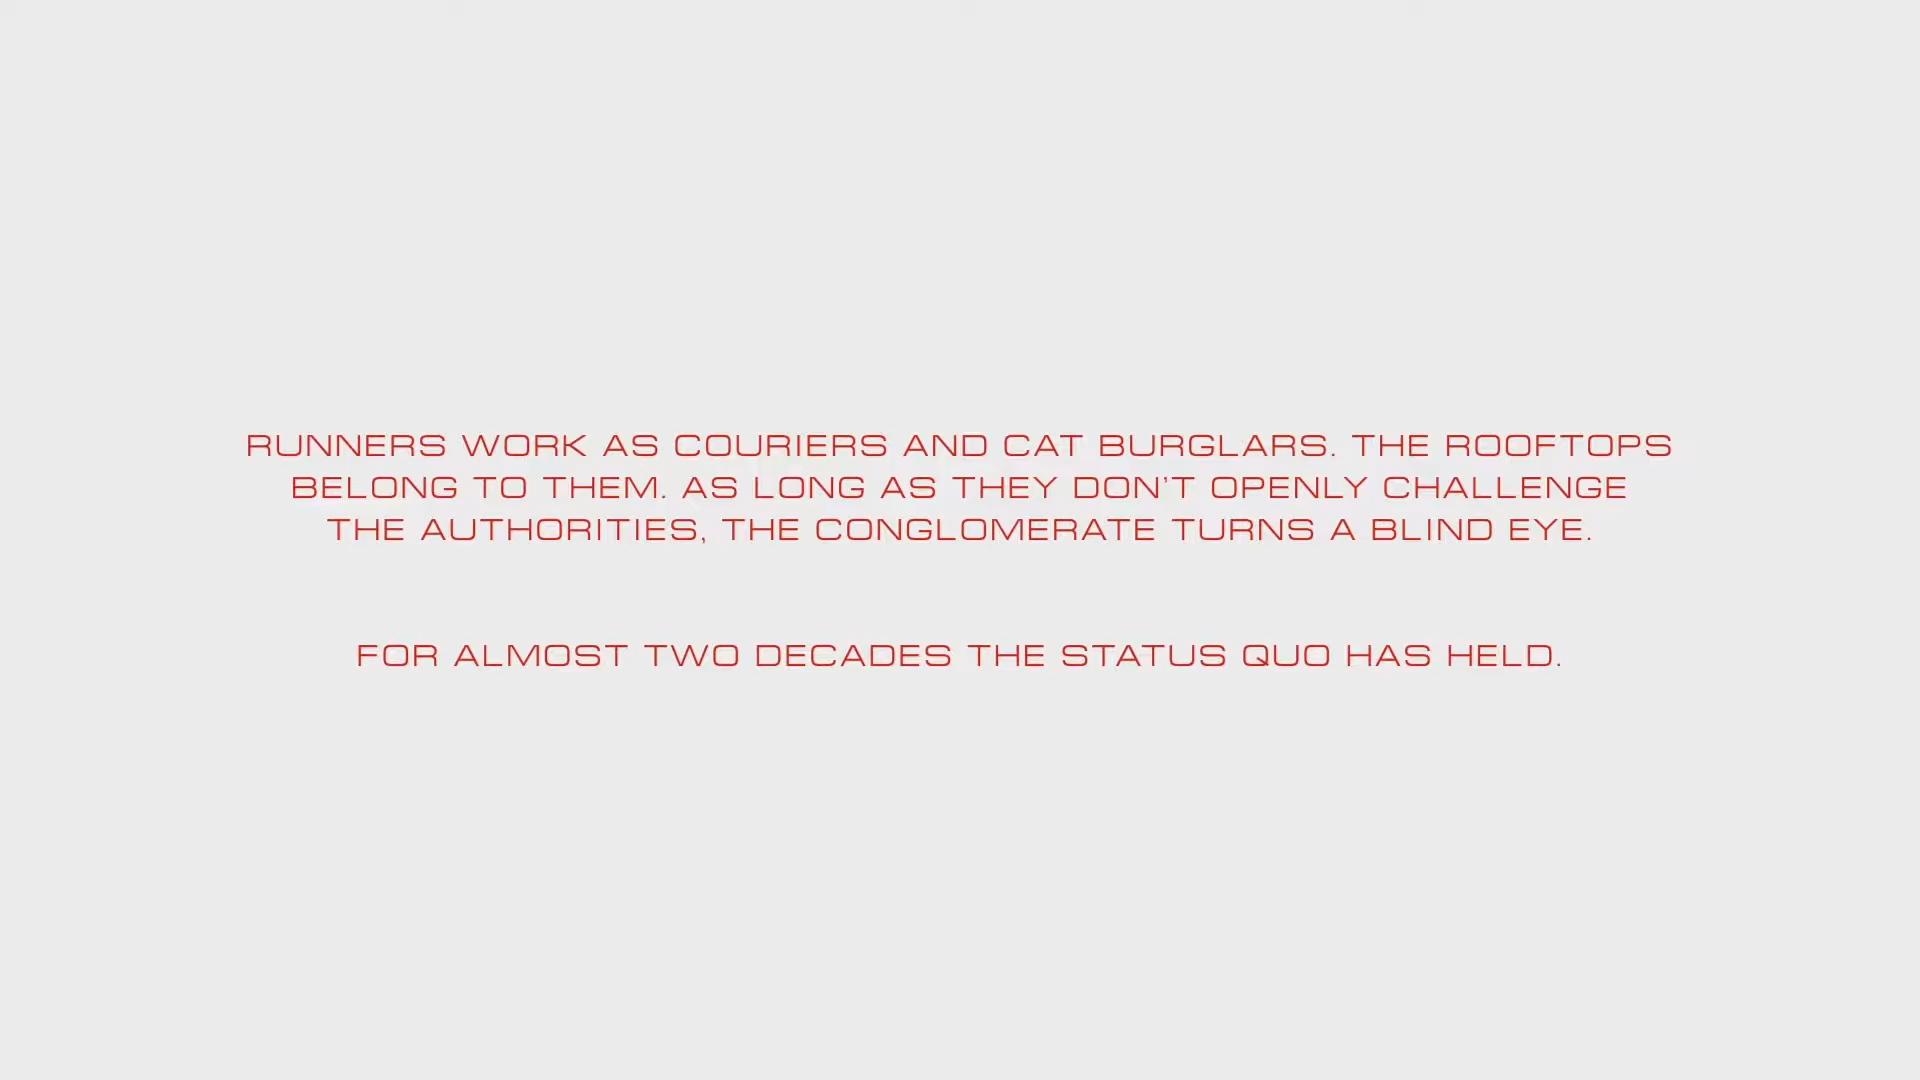 RUNNERS WORK AS COURIERS AND CAT BURGLARS. THE ROOFTOPS
BELONG TO THEM. AS LONG AS THEY DON'T OPENLY CHALLENGE
THE AUTHORITIES, THE CONGLOMERATE TURNS A BLIND EYE.
FOR ALMOST TWO DECADES THE STATUS QUO HAS HELD.